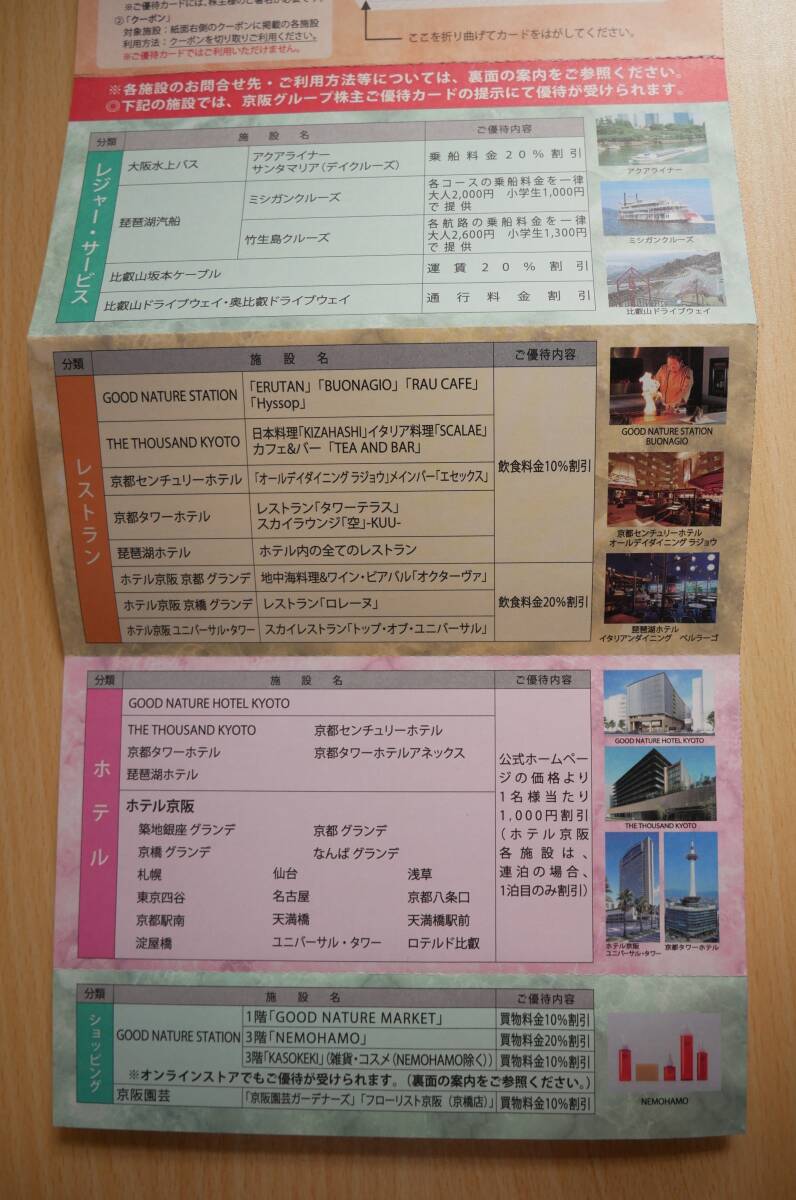 ※ご優待カードには、株主様のご署名が必要です。
②「クーポン」
対象施設：紙面右側のクーポンに掲載の各施設
利用方法：クーポンを切り取りご利用ください。
※ご優待カードではご利用いただけません。
ここを折り曲げてカードをはがしてください。
※各施設のお問合せ先・ご利用方法等については、裏面の案内をご参照ください。
◎下記の施設では、京阪グループ株主ご優待カードの提示にて優待が受けられます。
分類 施設名 ご優待内容
レジャー・サービス
大阪水上バス アクアライナー 乗船料金20%割引
サンタマリア(デイクルーズ)
琵琶湖汽船 ミシガンクルーズ 各コースの乗船料金を一律
大人2,000円 小学生1,000円
で提供
竹生島クルーズ 各航路の乗船料金を一律
大人2,600円 小学生1,300円
で提供
比叡山坂本ケーブル 運賃20%割引
比叡山ドライブウェイ・奥比叡ドライブウェイ 通行料金割引
アクアライナー
ミシガンクルーズ
比叡山ドライブウェイ
分類 施設名 ご優待内容
レストラン
GOOD NATURE STATION 「ERUTAN」「BUONAGIO」「RAU CAFE」
「Hyssop」
THE THOUSAND KYOTO 日本料理「KIZAHASHI」イタリア料理「SCALAE」
カフェ&バー「TEA AND BAR」
京都センチュリーホテル 「オールデイダイニング ラジョウ」メインバー「エセックス」
飲食料金10%割引
京都タワーホテル レストラン「タワーテラス」
スカイラウンジ「空」-KUU-
琵琶湖ホテル ホテル内の全てのレストラン
ホテル京阪 京都 グランデ 地中海料理&ワイン・ビアバル「オクターヴァ」
ホテル京阪 京橋 グランデ レストラン「ロレーヌ」
飲食料金20%割引
ホテル京阪 ユニバーサル・タワー スカイレストラン「トップ・オブ・ユニバーサル」
GOOD NATURE STATION
BUONAGIO
京都センチュリーホテル
オールデイダイニング ラジョウ
琵琶湖ホテル
イタリアンダイニング ベルラーゴ
分類 施設名 ご優待内容
ホテル
GOOD NATURE HOTEL KYOTO
THE THOUSAND KYOTO 京都センチュリーホテル
京都タワーホテル 京都タワーホテルアネックス
琵琶湖ホテル
ホテル京阪
築地銀座 グランデ 京都 グランデ
京橋 グランデ なんば グランデ
札幌 仙台 浅草
東京四谷 名古屋 京都八条口
京都駅南 天満橋 天満橋駅前
淀屋橋 ユニバーサル・タワー ロテルド比叡
公式ホームペー
ジの価格より
1名様当たり
1,000円割引
(ホテル京阪
各施設は、
連泊の場合、
1泊目のみ割引)
GOOD NATURE HOTEL KYOTO
THE THOUSAND KYOTO
ホテル京阪
ユニバーサル・タワー
京都タワーホテル
分類 施設名 ご優待内容
ショッピング
GOOD NATURE STATION
1階「GOOD NATURE MARKET」 買物料金10%割引
3階「NEMOHAMO」 買物料金20%割引
3階「KASOKEKI」(雑貨・コスメ(NEMOHAMO除く)) 買物料金10%割引
※オンラインストアでもご優待が受けられます。(裏面の案内をご参照ください。)
京阪園芸 「京阪園芸ガーデナーズ」「フローリスト京阪(京橋店)」 買物料金10%割引
NEMOHAMO